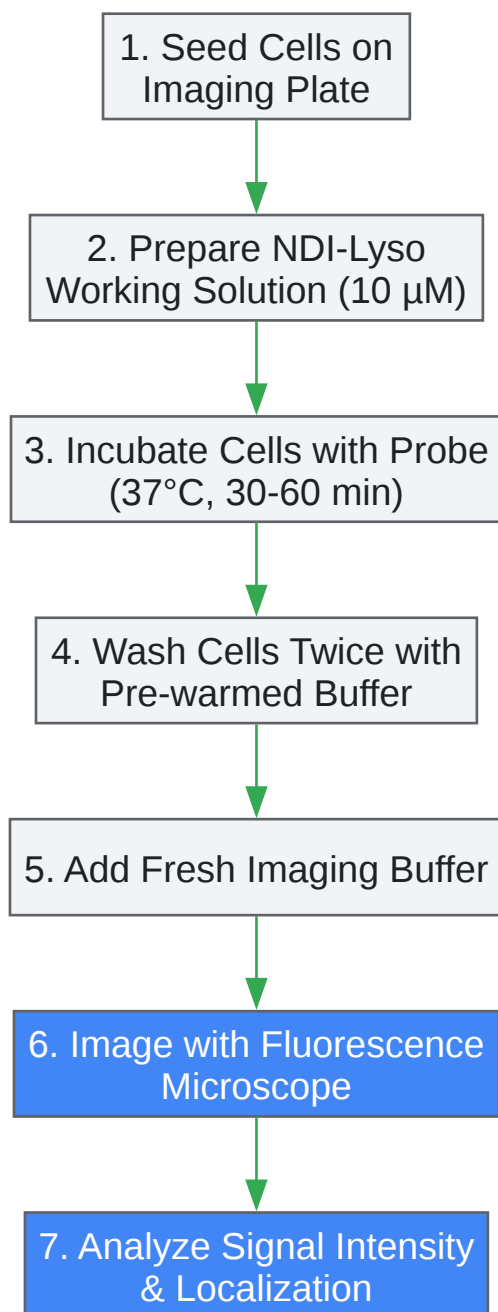 1. Seed Cells on
Imaging Plate
2. Prepare NDI-Lyso
Working Solution (10 µM)
3. Incubate Cells with Probe
(37°C, 30-60 min)
4. Wash Cells Twice with
Pre-warmed Buffer
5. Add Fresh Imaging Buffer
6. Image with Fluorescence
Microscope
7. Analyze Signal Intensity
& Localization